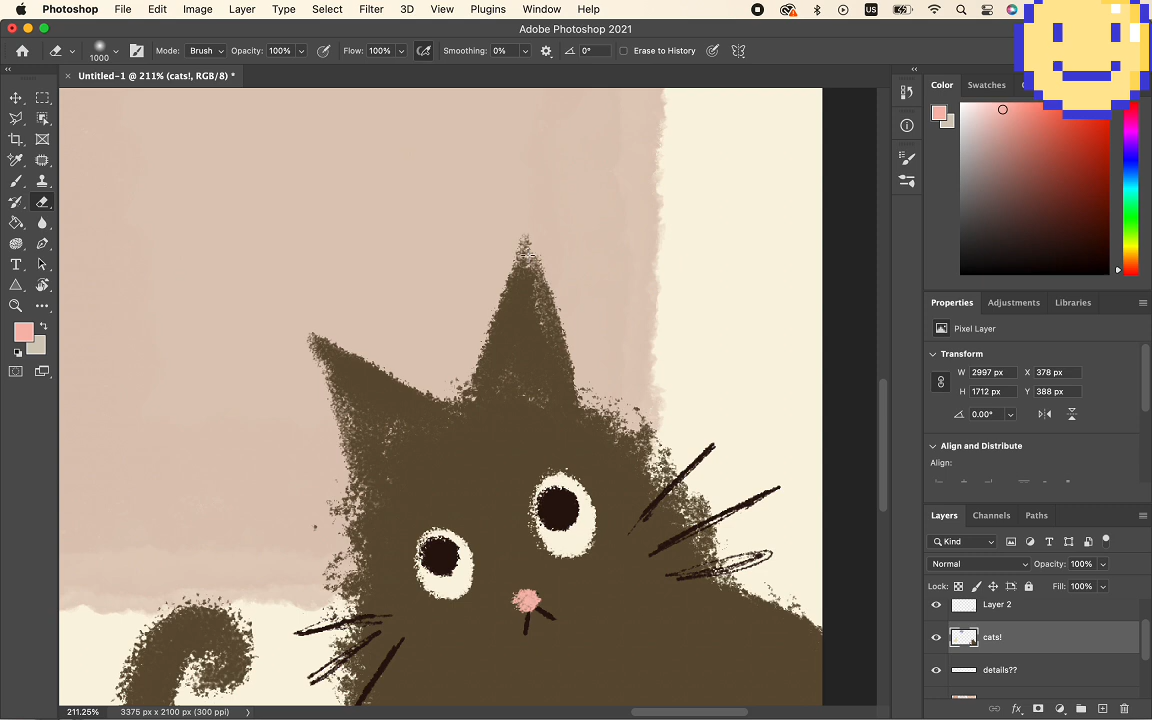 Photoshop File Edit Image Layer Type Select Filter 3D View Plugins Window Help US
Adobe Photoshop 2021
1000 Mode: Brush Opacity: 100% Flow: 100% Smoothing: 0% 0° Erase to History
Untitled-1 @ 211% (cats!, RGB/8) *
Color Swatches
Properties Adjustments Libraries
Pixel Layer
Transform
W 2997 px X 378 px
H 1712 px Y 388 px
0.00°
Align and Distribute
Align:
Layers Channels Paths
Kind
Normal Opacity: 100%
Lock: Fill: 100%
Layer 2
cats!
details??
211.25% 3375 px x 2100 px (300 ppi)